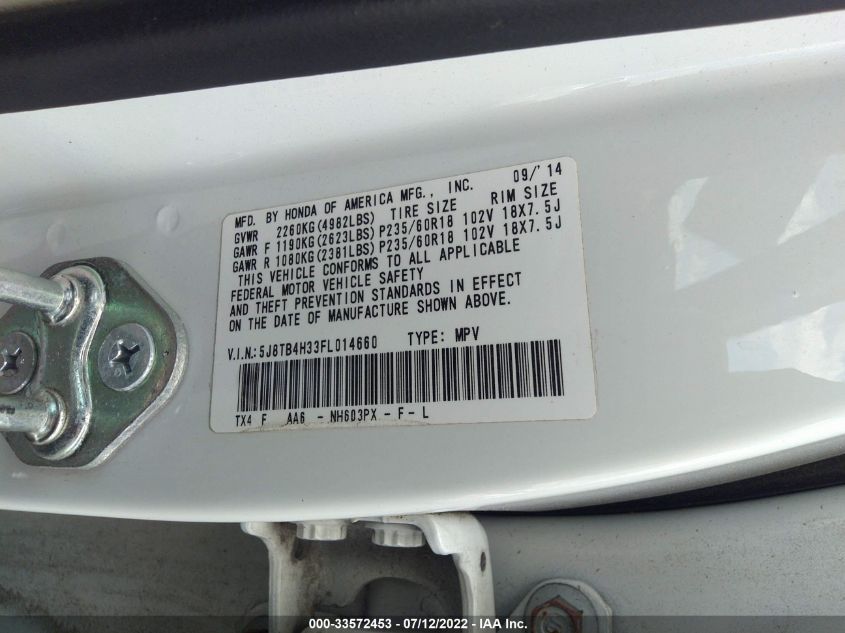 09/'14
MFD. BY HONDA OF AMERICA MFG., INC.
GVWR 2260KG(4982LBS) TIRE SIZE RIM SIZE
GAWR F 1190KG(2623LBS) P235/60R18 102V 18X7.5J
GAWR R 1080KG(2381LBS) P235/60R18 102V 18X7.5J
THIS VEHICLE CONFORMS TO ALL APPLICABLE
FEDERAL MOTOR VEHICLE SAFETY
AND THEFT PREVENTION STANDARDS IN EFFECT
ON THE DATE OF MANUFACTURE SHOWN ABOVE.
V.I.N.:5J8TB4H33FL014660 TYPE: MPV
TX4 F AA6 - NH603PX - F - L
000-33572453 - 07/12/2022 - IAA Inc.